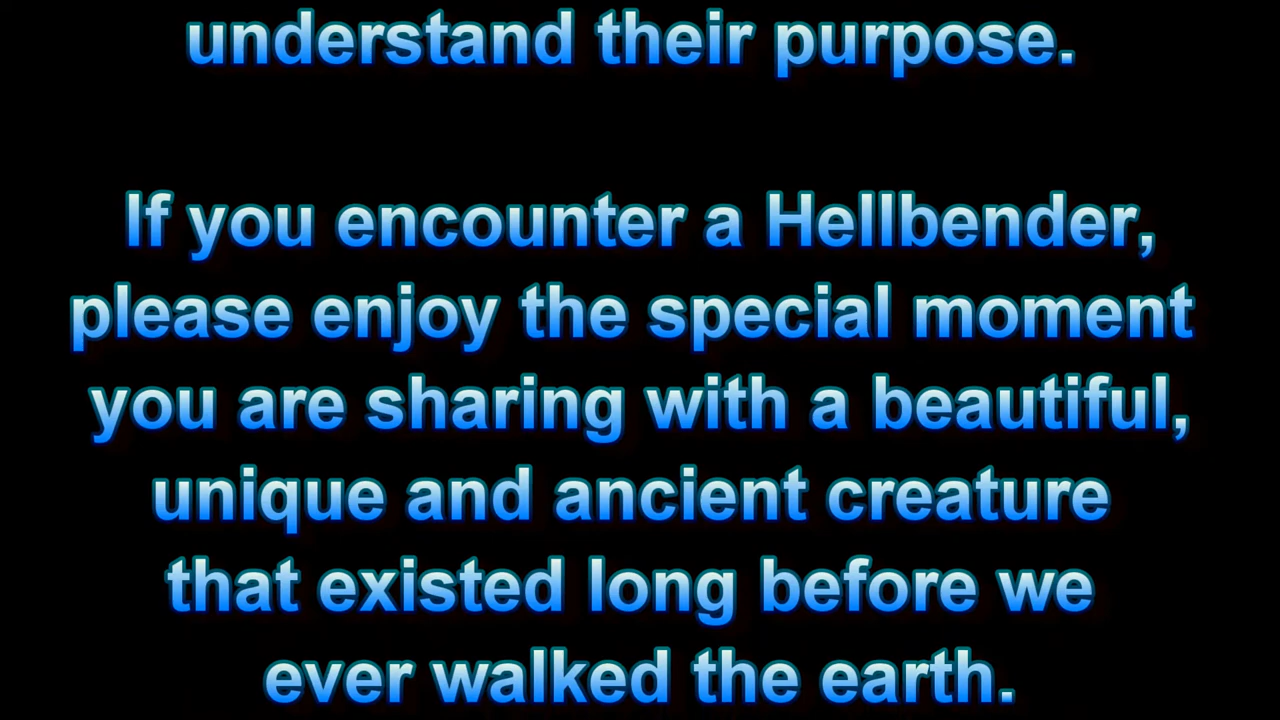 understand their purpose.
If you encounter a Hellbender,
please enjoy the special moment
you are sharing with a beautiful,
unique and ancient creature
that existed long before we
ever walked the earth.